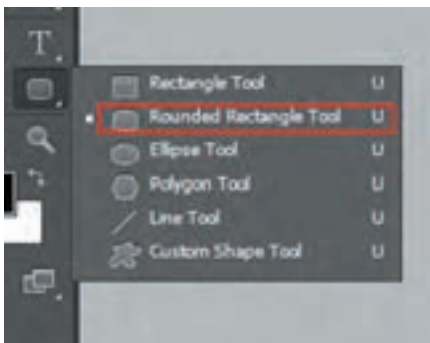 T
Rectangle Tool U
Rounded Rectangle Tool U
Ellipse Tool U
Polygon Tool U
Line Tool U
Custom Shape Tool U